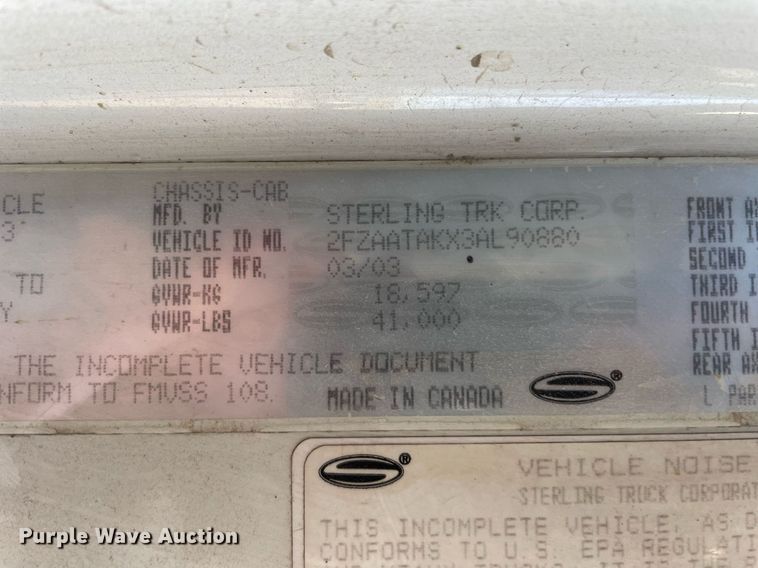 CHASSIS-CAB
CLE MFD. BY STERLING TRK CORP. FRONT A
3 VEHICLE ID NO. 2FZAATAKX3AL90880 FIRST I
DATE OF MFR. 03/03 SECOND
TO GVWR-KG 18,597 THIRD I
Y GVWR-LBS 41,000 FOURTH
FIFTH I
THE INCOMPLETE VEHICLE DOCUMENT REAR AX
NFORM TO FMVSS 108. MADE IN CANADA ® L PAR
S ® VEHICLE NOISE
STERLING TRUCK CORPORAT
THIS INCOMPLETE VEHICLE, AS D
CONFORMS TO U.S. EPA REGULATI
Purple Wave Auction